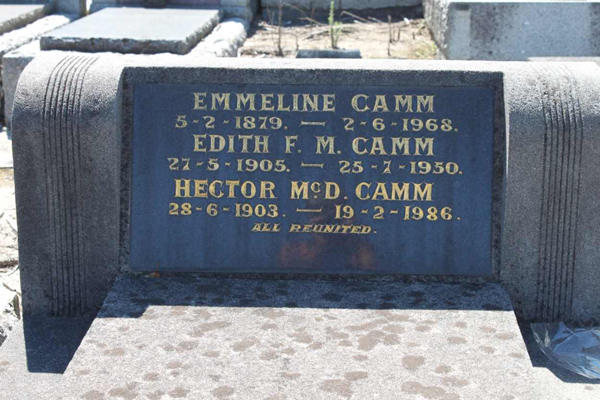 EMMELINE CAMM
5-2-1879. — 2-6-1968.
EDITH F. M. CAMM
27-5-1905. — 25-7-1950.
HECTOR McD. CAMM
28-6-1903. — 19-2-1986.
ALL REUNITED.